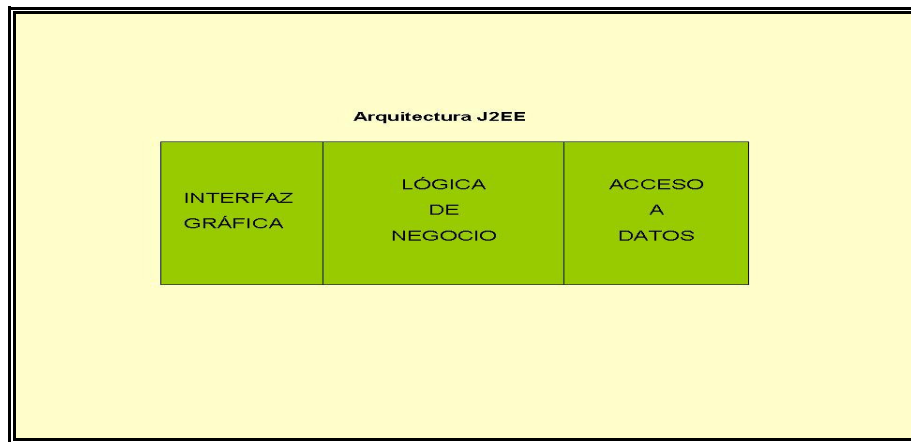 Arquitectura J2EE
INTERFAZ
GRÁFICA
LÓGICA
DE
NEGOCIO
ACCESO
A
DATOS